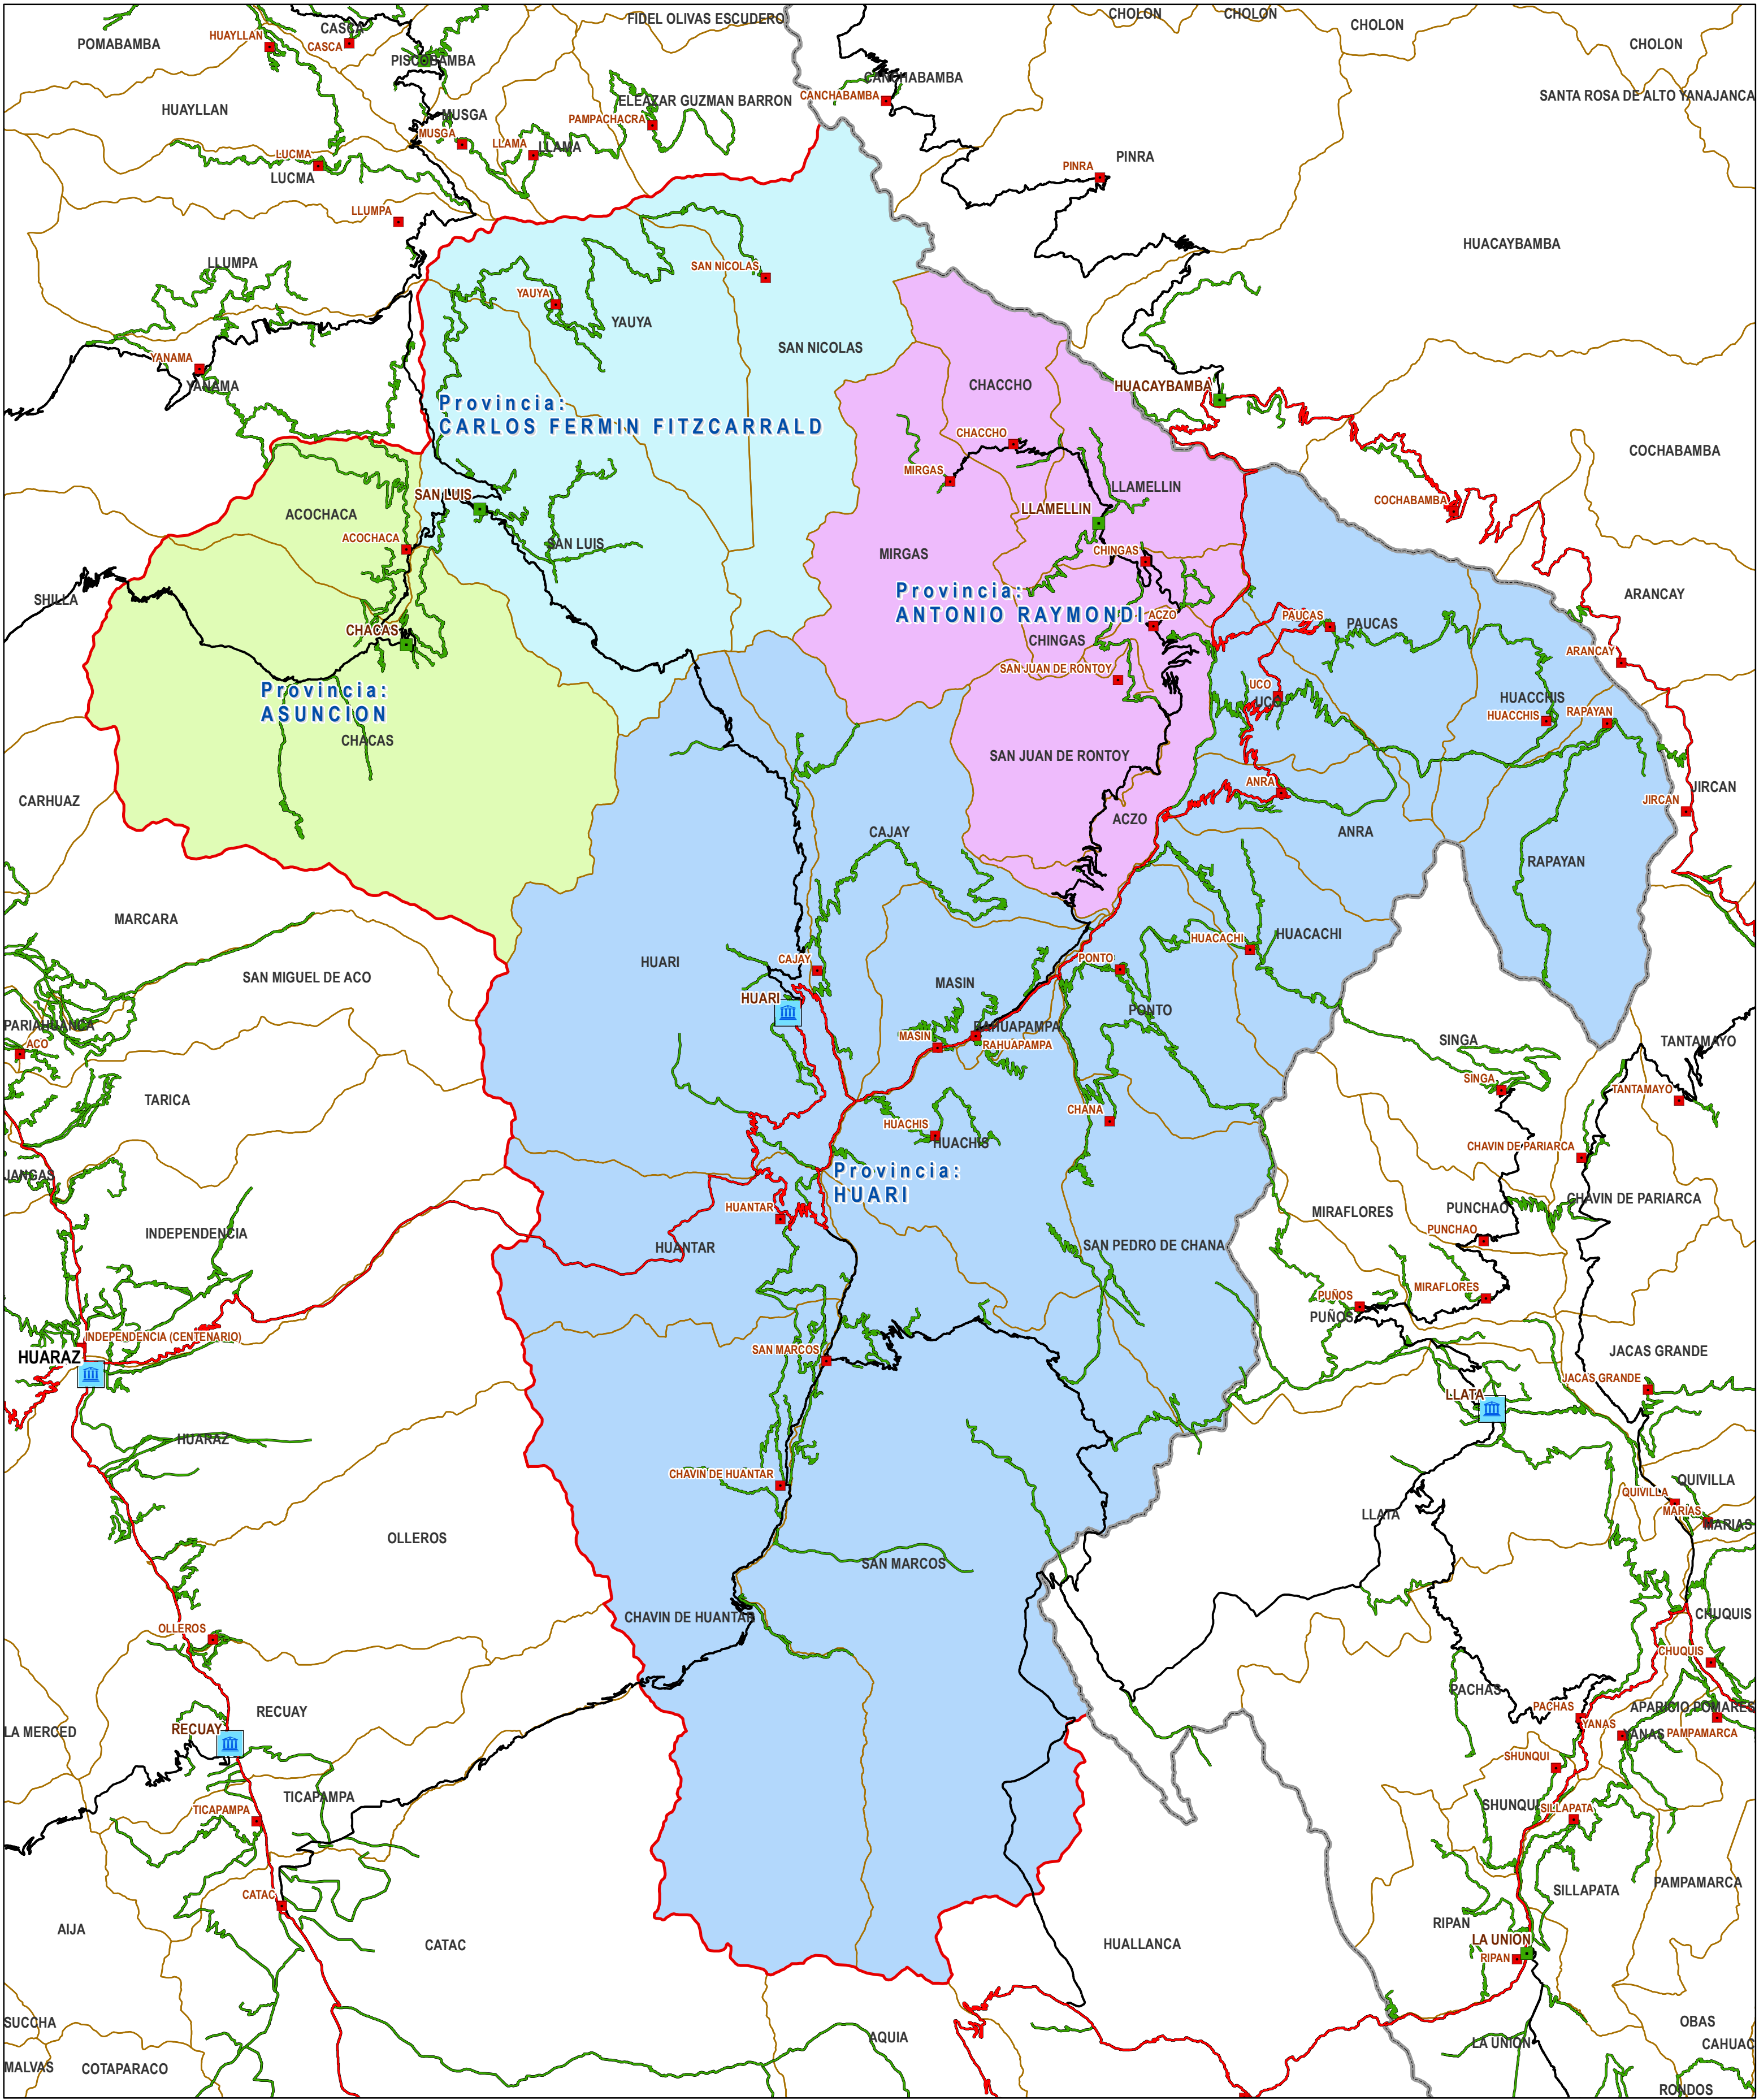 FIDEL OLIVAS ESCUDERO
CHOLON
CHOLON
CHOLON
CHOLON
POMABAMBA
HUAYLLAN
CASCA
CASCA
PISCOBAMBA
CANCHABAMBA
CANCHABAMBA
SANTA ROSA DE ALTO YANAJANCA
HUAYLLAN
ELEAZAR GUZMAN BARRON
MUSGA
MUSGA
PAMPACHACRA
LLAMA
LLAMA
LUCMA
LUCMA
PINRA
PINRA
LLUMPA
LLUMPA
HUACAYBAMBA
SAN NICOLAS
YAUYA
YAUYA
SAN NICOLAS
YANAMA
YANAMA
CHACCHO
HUACAYBAMBA
Provincia:
CARLOS FERMIN FITZCARRALD
CHACCHO
COCHABAMBA
MIRGAS
LLAMELLIN
COCHABAMBA
SAN LUIS
ACOCHACA
LLAMELLIN
ACOCHACA
SAN LUIS
MIRGAS
CHINGAS
SHILLA
Provincia:
ANTONIO RAYMONDI
ARANCAY
ACZO
PAUCAS
PAUCAS
CHACAS
CHINGAS
ARANCAY
SAN JUAN DE RONTOY
Provincia:
ASUNCION
UCO
UCO
HUACCHIS
HUACCHIS
RAPAYAN
CHACAS
SAN JUAN DE RONTOY
ANRA
JIRCAN
JIRCAN
CARHUAZ
ACZO
CAJAY
ANRA
RAPAYAN
MARCARA
HUACACHI
HUACACHI
HUARI
CAJAY
PONTO
SAN MIGUEL DE ACO
MASIN
HUARI
PONTO
PARIAHUANCA
ACO
MASIN
RAHUAPAMPA
RAHUAPAMPA
SINGA
TANTAMAYO
SINGA
TANTAMAYO
TARICA
CHANA
HUACHIS
HUACHIS
CHAVIN DE PARIARCA
JANGAS
Provincia:
HUARI
CHAVIN DE PARIARCA
HUANTAR
MIRAFLORES
PUNCHAO
PUNCHAO
INDEPENDENCIA
HUANTAR
SAN PEDRO DE CHANA
MIRAFLORES
PUÑOS
PUÑOS
INDEPENDENCIA (CENTENARIO)
HUARAZ
SAN MARCOS
JACAS GRANDE
JACAS GRANDE
LLATA
HUARAZ
CHAVIN DE HUANTAR
QUIVILLA
QUIVILLA
MARÍAS
MARIAS
LLATA
OLLEROS
SAN MARCOS
CHAVIN DE HUANTAR
CHUQUIS
OLLEROS
CHUQUIS
PACHAS
RECUAY
PACHAS
APARICIO POMARES
LA MERCED
RECUAY
YANAS
YANAS
PAMPAMARCA
SHUNQUI
TICAPAMPA
TICAPAMPA
SHUNQUI
SILLAPATA
PAMPAMARCA
SILLAPATA
CATAC
AIJA
CATAC
HUALLANCA
RIPAN
LA UNION
RIPAN
SUCCHA
AQUIA
OBAS
MALVAS
COTAPARACO
LA UNION
CAHUAC
RONDOS